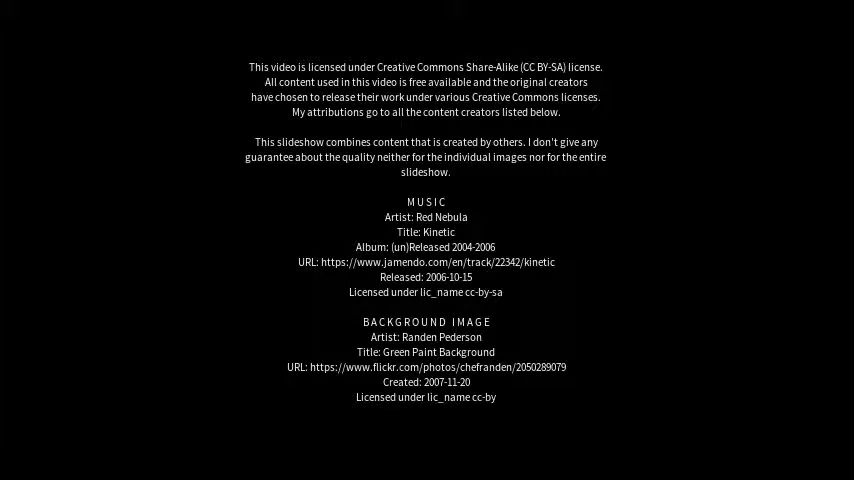 This video is licensed under Creative Commons Share-Alike (CC BY-SA) license.
All content used in this video is free available and the original creators
have chosen to release their work under various Creative Commons licenses.
My attributions go to all the content creators listed below.
This slideshow combines content that is created by others. I don't give any
guarantee about the quality neither for the individual images nor for the entire
slideshow.
MUSIC
Artist: Red Nebula
Title: Kinetic
Album: (un)Released 2004-2006
URL: https://www.jamendo.com/en/track/22342/kinetic
Released: 2006-10-15
Licensed under lic_name cc-by-sa
BACKGROUND IMAGE
Artist: Randen Pederson
Title: Green Paint Background
URL: https://www.flickr.com/photos/chefranden/2050289079
Created: 2007-11-20
Licensed under lic_name cc-by